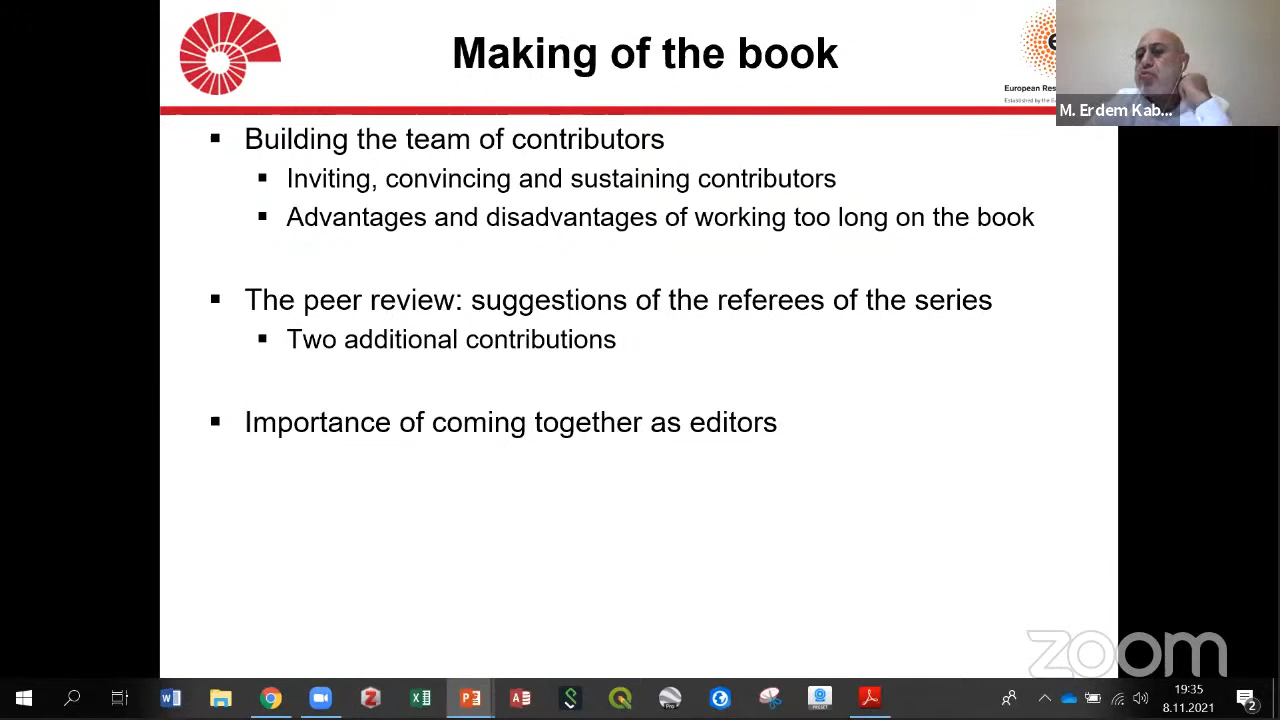 Making of the book
European Res
M. Erdem Kab...
▪ Building the team of contributors
▪ Inviting, convincing and sustaining contributors
▪ Advantages and disadvantages of working too long on the book
▪ The peer review: suggestions of the referees of the series
▪ Two additional contributions
▪ Importance of coming together as editors
zoom
19:35
8.11.2021
2